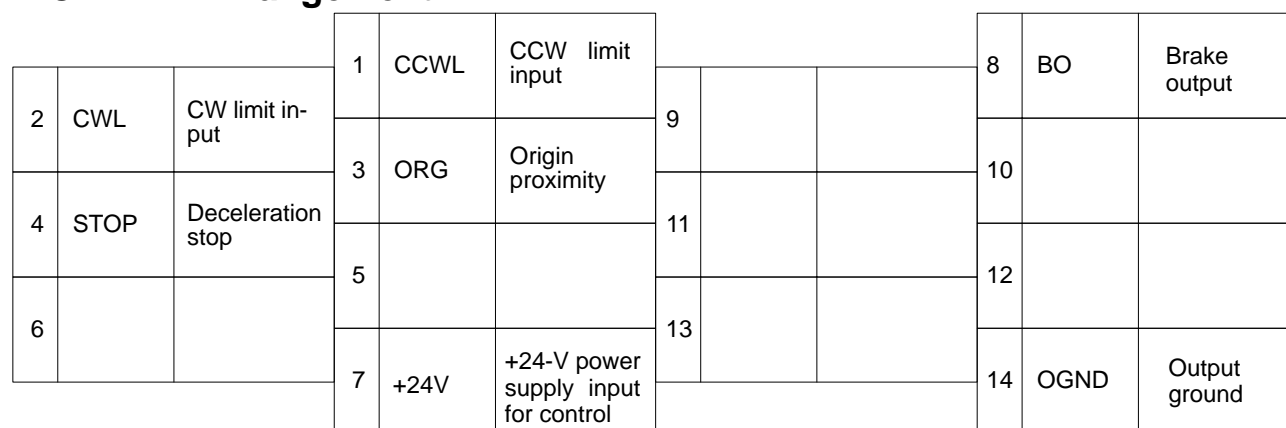 1 CCWL CCW limit
input
2 CWL CW limit in-
put
3 ORG Origin
proximity
4 STOP Deceleration
stop
5
6
7 +24V +24-V power
supply input
for control
8 BO Brake
output
9
10
11
12
13
14 OGND Output
ground